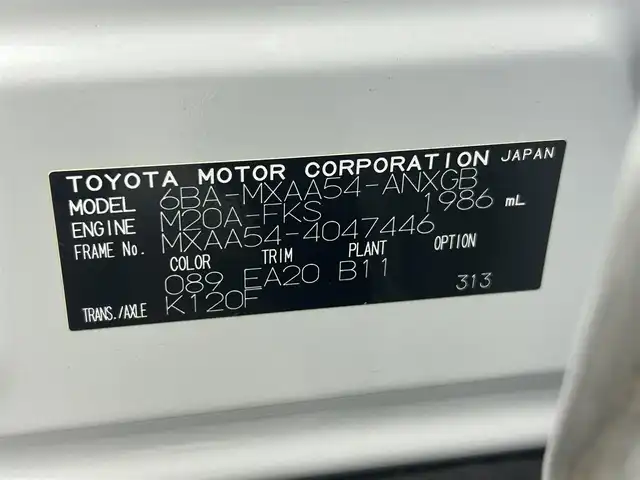 TOYOTA MOTOR CORPORATION JAPAN
MODEL 6BA-MXAA54-ANXGB
ENGINE M20A-FKS 1986 mL
FRAME No. MXAA54-4047446
COLOR TRIM PLANT OPTION
089 EA20 B11
TRANS./AXLE K120F 313